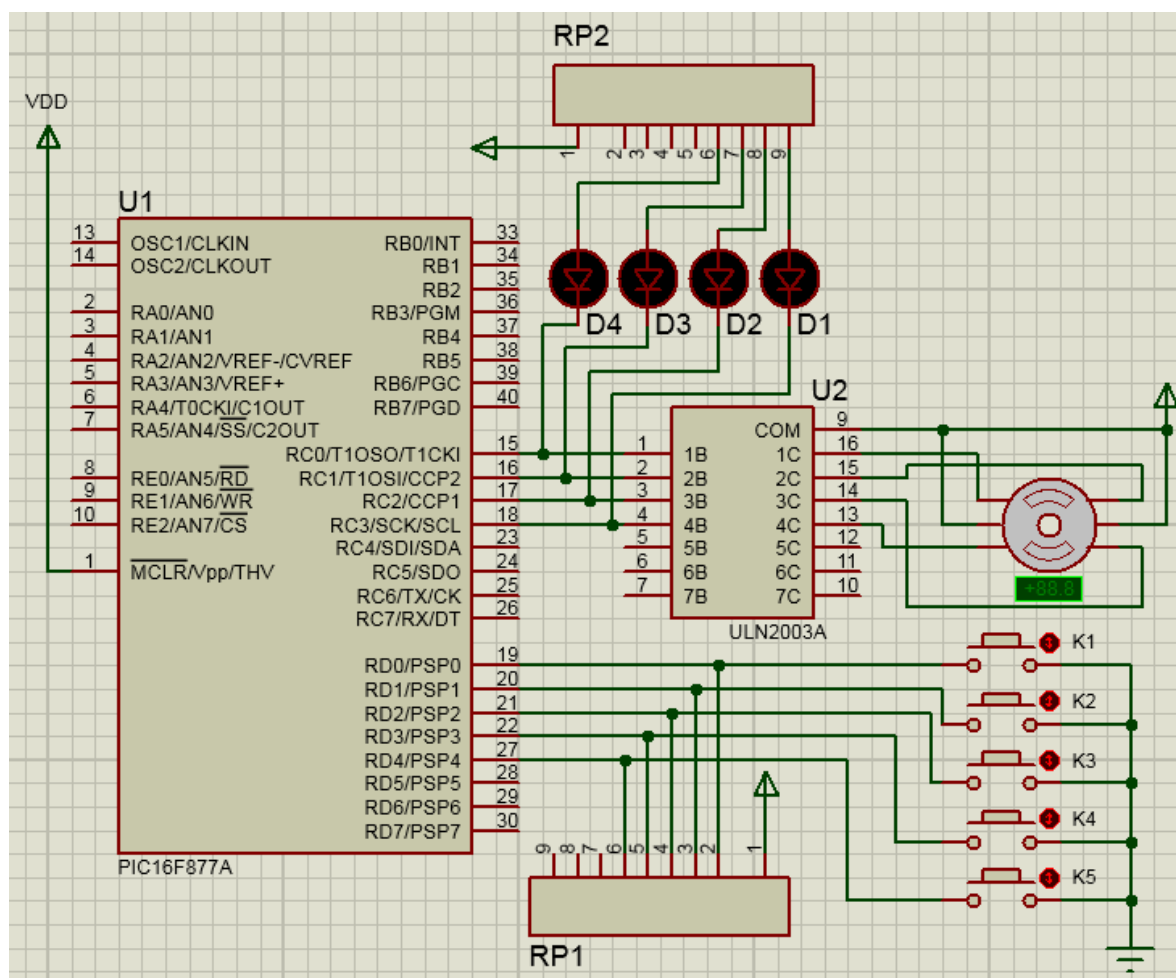 RP2
VDD
1 2 3 4 5 6 7 8 9
U1
13 OSC1/CLKIN RB0/INT 33
14 OSC2/CLKOUT RB1 34
RB2 35
2 RA0/AN0 RB3/PGM 36
3 RA1/AN1 RB4 37
4 RA2/AN2/VREF-/CVREF RB5 38
5 RA3/AN3/VREF+ RB6/PGC 39
6 RA4/T0CKI/C1OUT RB7/PGD 40
7 RA5/AN4/SS/C2OUT
RC0/T1OSO/T1CKI 15
8 RE0/AN5/RD RC1/T1OSI/CCP2 16
9 RE1/AN6/WR RC2/CCP1 17
10 RE2/AN7/CS RC3/SCK/SCL 18
RC4/SDI/SDA 23
1 MCLR/Vpp/THV RC5/SDO 24
RC6/TX/CK 25
RC7/RX/DT 26
RD0/PSP0 19
RD1/PSP1 20
RD2/PSP2 21
RD3/PSP3 22
RD4/PSP4 27
RD5/PSP5 28
RD6/PSP6 29
RD7/PSP7 30
PIC16F877A
D4 D3 D2 D1
U2
COM 9
1 1B 1C 16
2 2B 2C 15
3 3B 3C 14
4 4B 4C 13
5 5B 5C 12
6 6B 6C 11
7 7B 7C 10
ULN2003A
+88.8
K1
K2
K3
K4
K5
9 8 7 6 5 4 3 2 1
RP1